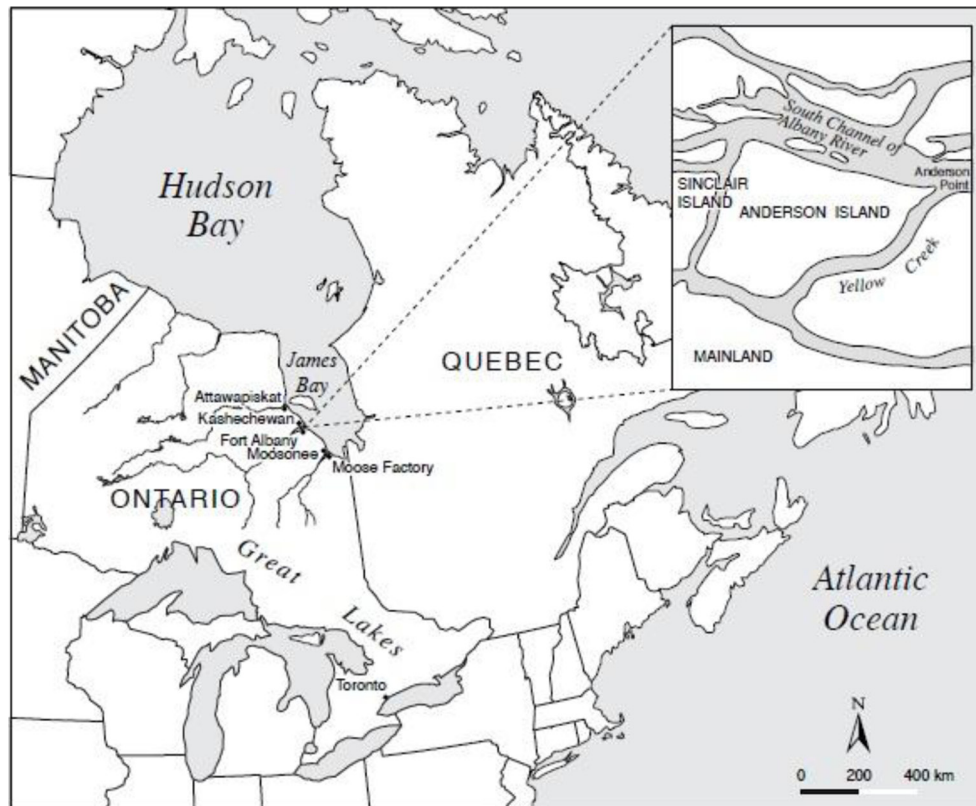 Hudson
Bay
MANITOBA
James
Bay
QUEBEC
Attawapiskat
Kashechewan
Fort Albany
Moosonee
Moose Factory
ONTARIO
Great
Lakes
Toronto
Atlantic
Ocean
South Channel of
Albany River
Anderson
Point
SINCLAIR
ISLAND
ANDERSON ISLAND
Yellow Creek
MAINLAND
N
0 200 400 km